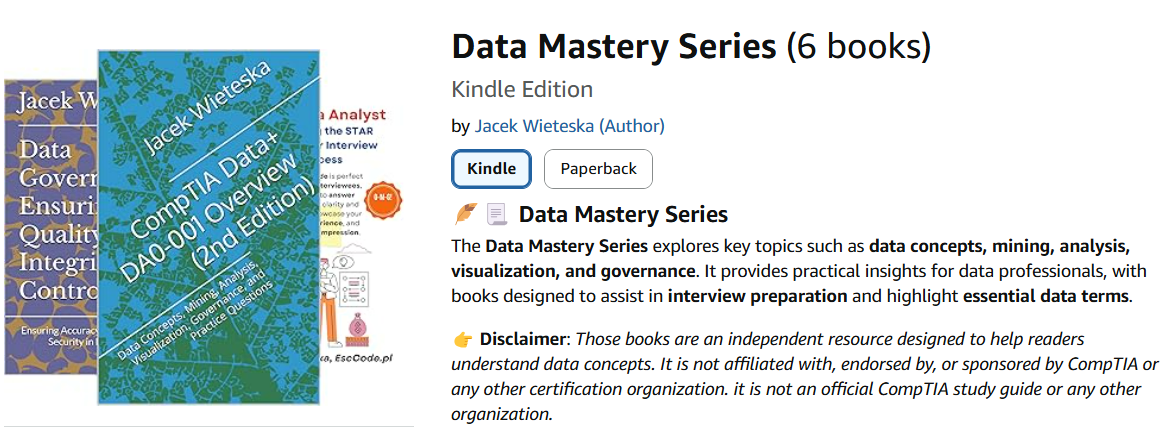 Jacek W
Data
Govern
Ensuri
Quality
Integri
Contro
Ensuring Accurac
Security in
Jacek Wieteska
CompTIA Data+
DA0-001 Overview
(2nd Edition)
Data Concepts, Mining, Analysis,
Visualization, Governance, and
Practice Questions
a Analyst
g the STAR
Interview
cess
de is perfect
terviewees.
to answer
clarity and
wcase your
rience, and
mpression.
ka, EscCode.pl
Data Mastery Series (6 books)
Kindle Edition
by Jacek Wieteska (Author)
Kindle
Paperback
Data Mastery Series
The Data Mastery Series explores key topics such as data concepts, mining, analysis,
visualization, and governance. It provides practical insights for data professionals, with
books designed to assist in interview preparation and highlight essential data terms.
Disclaimer: Those books are an independent resource designed to help readers
understand data concepts. It is not affiliated with, endorsed by, or sponsored by CompTIA or
any other certification organization. it is not an official CompTIA study guide or any other
organization.